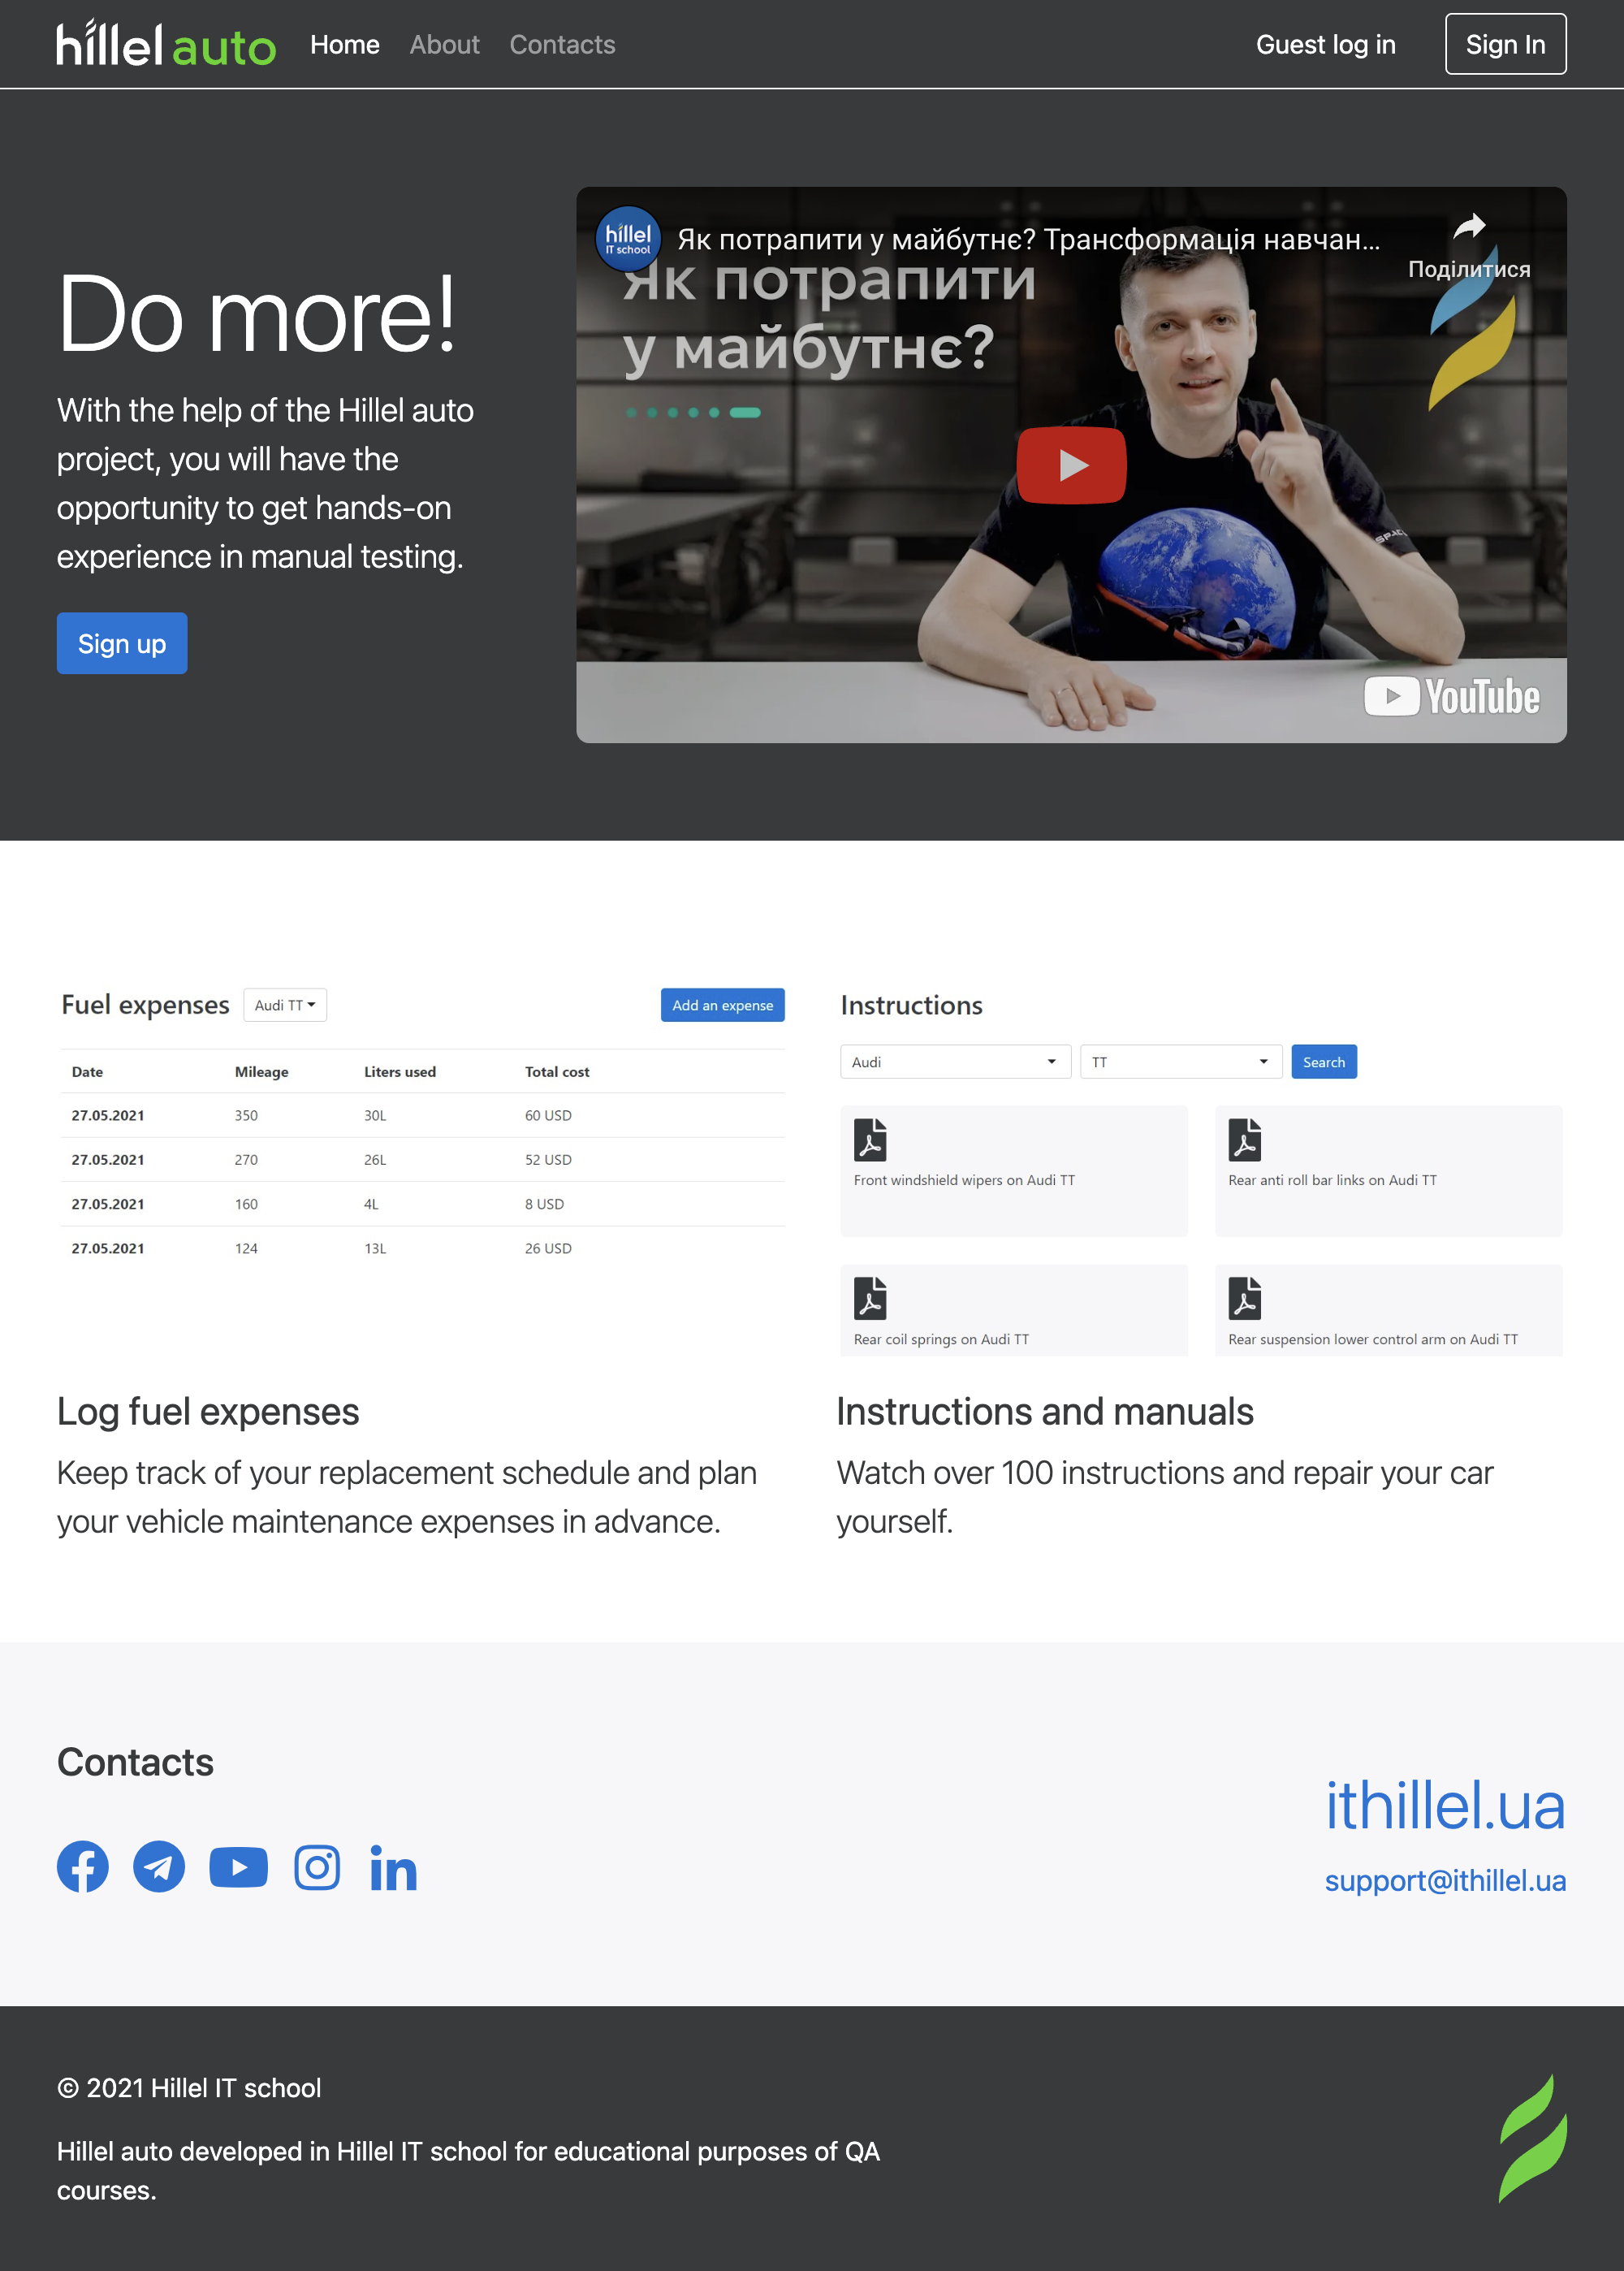 hillel auto
Home
About
Contacts
Guest log in
Sign In
Do more!
With the help of the Hillel auto
project, you will have the
opportunity to get hands-on
experience in manual testing.
Sign up
hillel
IT school
Як потрапити у майбутнє? Трансформація навчан...
Поділитися
Як потрапити
у майбутнє?
YouTube
Fuel expenses
Audi TT
Add an expense
Date Mileage Liters used Total cost
27.05.2021 350 30L 60 USD
27.05.2021 270 26L 52 USD
27.05.2021 160 4L 8 USD
27.05.2021 124 13L 26 USD
Log fuel expenses
Keep track of your replacement schedule and plan
your vehicle maintenance expenses in advance.
Instructions
Audi
TT
Search
Front windshield wipers on Audi TT
Rear anti roll bar links on Audi TT
Rear coil springs on Audi TT
Rear suspension lower control arm on Audi TT
Instructions and manuals
Watch over 100 instructions and repair your car
yourself.
Contacts
in
ithillel.ua
support@ithillel.ua
© 2021 Hillel IT school
Hillel auto developed in Hillel IT school for educational purposes of QA
courses.